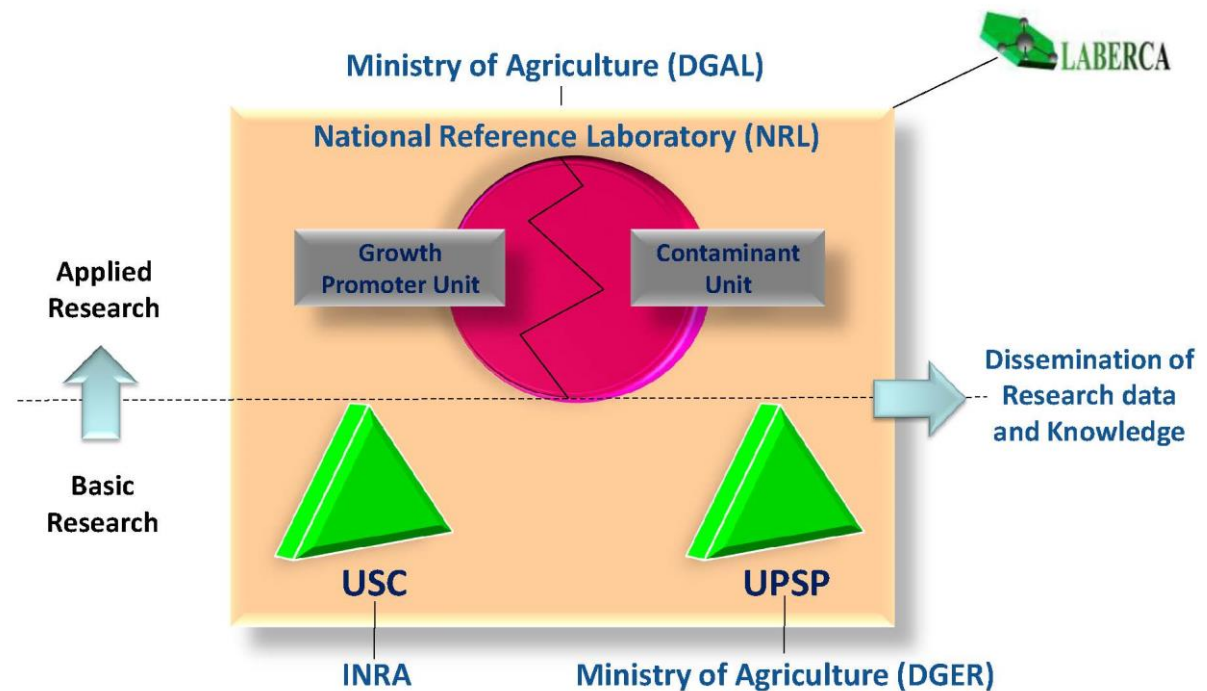 LABERCA
Ministry of Agriculture (DGAL)
National Reference Laboratory (NRL)
Growth
Promoter Unit
Contaminant
Unit
Applied
Research
Dissemination of
Research data
and Knowledge
Basic
Research
USC
UPSP
INRA
Ministry of Agriculture (DGER)